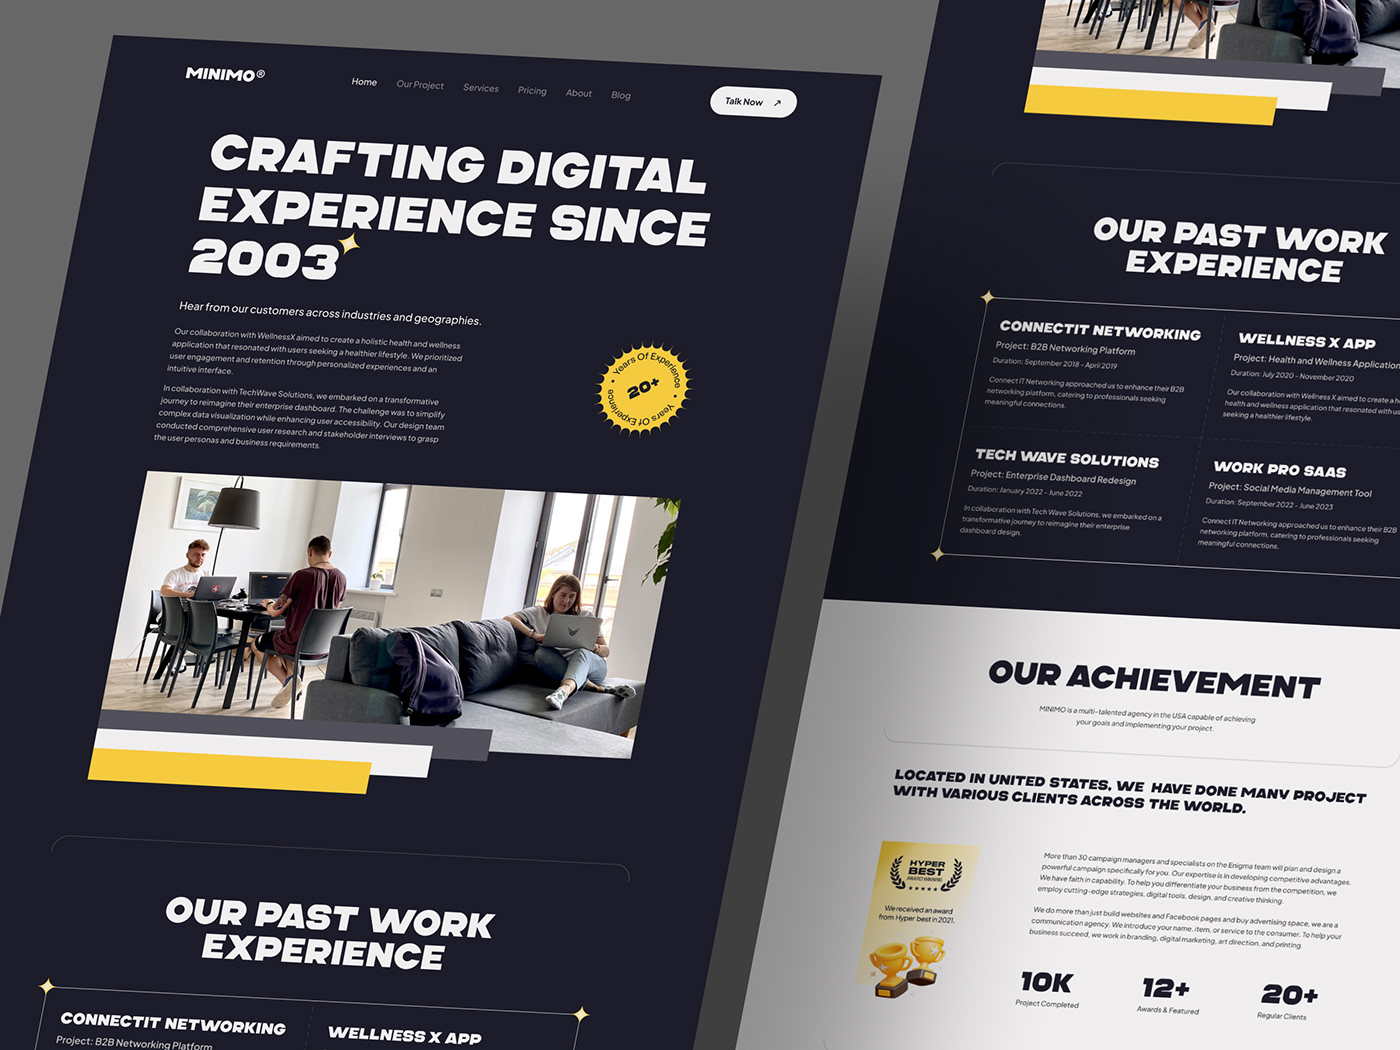 MINIMO®
Home
Our Project
Services
Pricing
About
Blog
Talk Now
CRAFTING DIGITAL
EXPERIENCE SINCE
2003
Hear from our customers across industries and geographies.
Our collaboration with WellnessX aimed to create a holistic health and wellness
application that resonated with users seeking a healthier lifestyle. We prioritized
user engagement and retention through personalized experiences and an
intuitive interface.
In collaboration with TechWave Solutions, we embarked on a transformative
journey to reimagine their enterprise dashboard. The challenge was to simplify
complex data visualization while enhancing user accessibility. Our design team
conducted comprehensive user research and stakeholder interviews to grasp
the user personas and business requirements.
Years Of Experience
20+
Years Of Experience
OUR PAST WORK
EXPERIENCE
CONNECTIT NETWORKING
Project: B2B Networking Platform
WELLNESS X APP
OUR PAST WORK
EXPERIENCE
CONNECTIT NETWORKING
Project: B2B Networking Platform
Duration: September 2018 - April 2019
Connect IT Networking approached us to enhance their B2B
networking platform, catering to professionals seeking
meaningful connections.
WELLNESS X APP
Project: Health and Wellness Application
Duration: July 2020 - November 2020
Our collaboration with Wellness X aimed to create a
health and wellness application that resonated with
seeking a healthier lifestyle.
TECH WAVE SOLUTIONS
Project: Enterprise Dashboard Redesign
Duration: January 2022 - June 2022
In collaboration with Tech Wave Solutions, we embarked on a
transformative journey to reimagine their enterprise
dashboard design.
WORK PRO SAAS
Project: Social Media Management Tool
Duration: September 2022 - June 2023
Connect IT Networking approached us to enhance their B2B
networking platform, catering to professionals seeking
meaningful connections.
OUR ACHIEVEMENT
MINIMO is a multi-talented agency in the USA capable of achieving
your goals and implementing your project.
LOCATED IN UNITED STATES, WE HAVE DONE MANV PROJECT
WITH VARIOUS CLIENTS ACROSS THE WORLD.
HYPER
BEST
AWARD WINNING
We received an award
from Hyper best in 2021.
More than 30 campaign managers and specialists on the Enigma team will plan and design a
powerful campaign specifically for you. Our expertise is in developing competitive advantages.
We have faith in capability. To help you differentiate your business from the competition, we
employ cutting-edge strategies, digital tools, design, and creative thinking.
We do more than just build websites and Facebook pages and buy advertising space, we are a
communication agency. We introduce your name, item, or service to the consumer. To help your
business succeed, we work in branding, digital marketing, art direction, and printing.
10K
Project Completed
12+
Awards & Featured
20+
Regular Clients